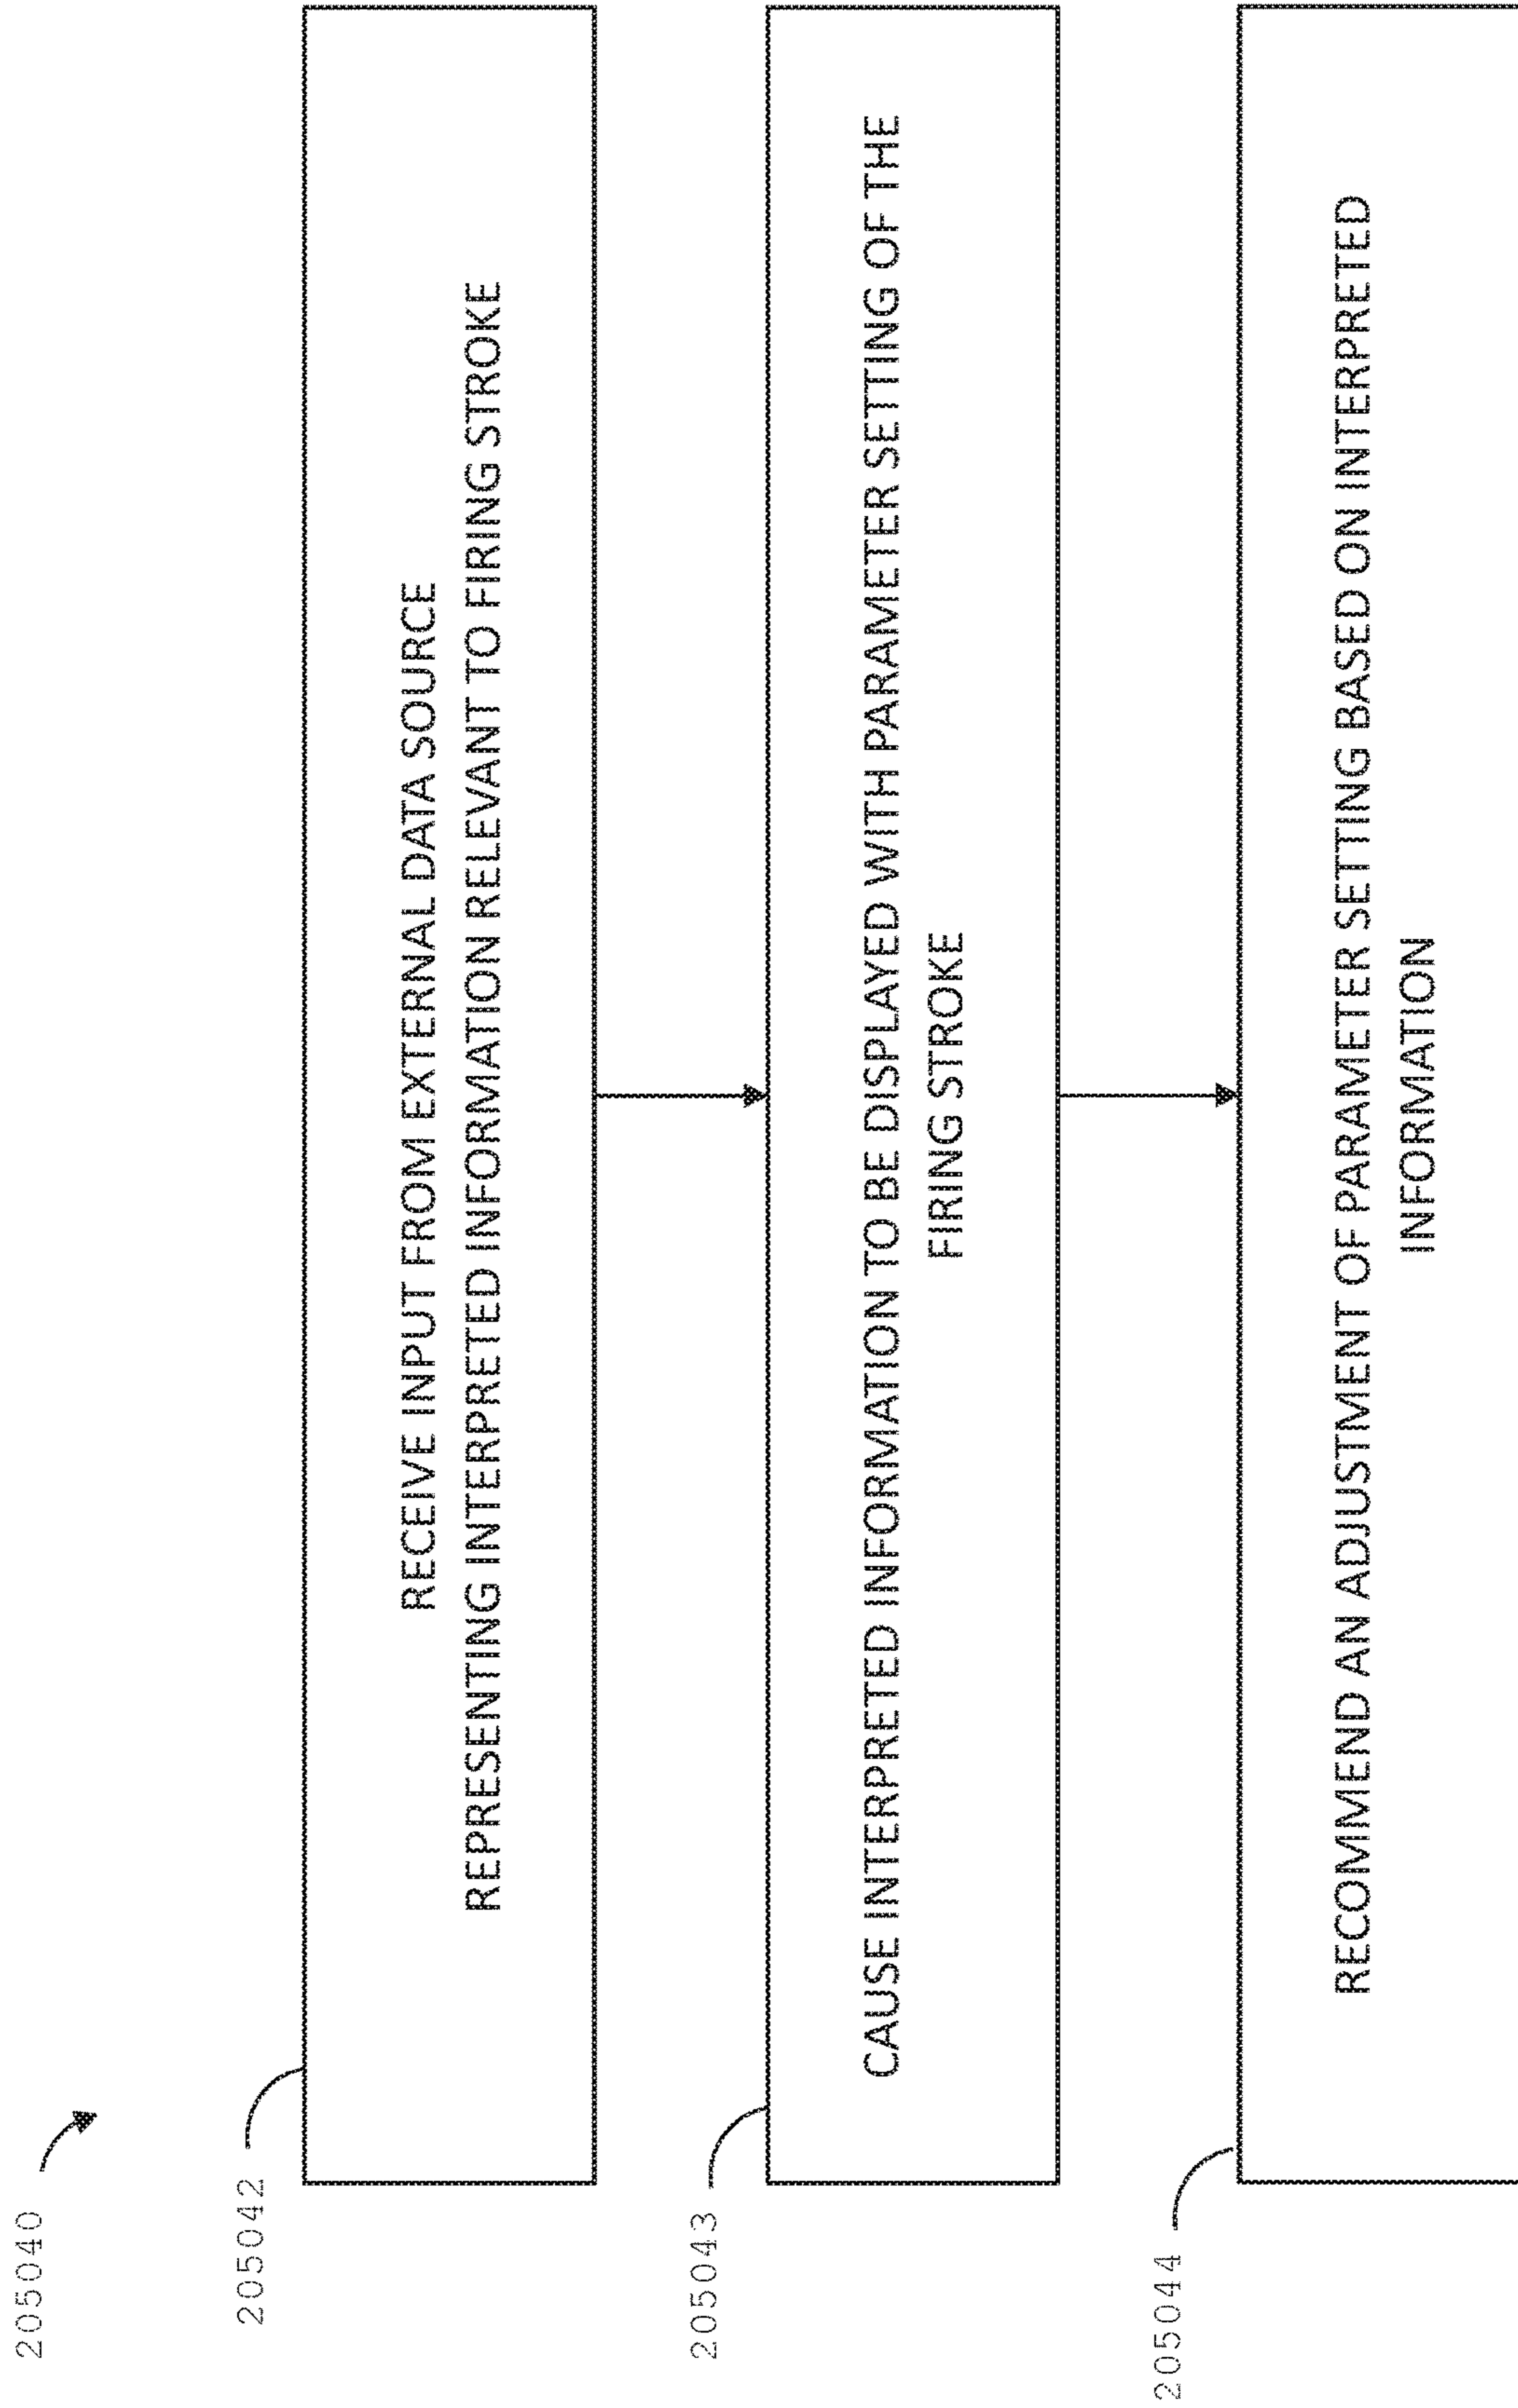 205040
205042
RECEIVE INPUT FROM EXTERNAL DATA SOURCE
REPRESENTING INTERPRETED INFORMATION RELEVANT TO FIRING STROKE
205043
CAUSE INTERPRETED INFORMATION TO BE DISPLAYED WITH PARAMETER SETTING OF THE
FIRING STROKE
205044
RECOMMEND AN ADJUSTMENT OF PARAMETER SETTING BASED ON INTERPRETED
INFORMATION